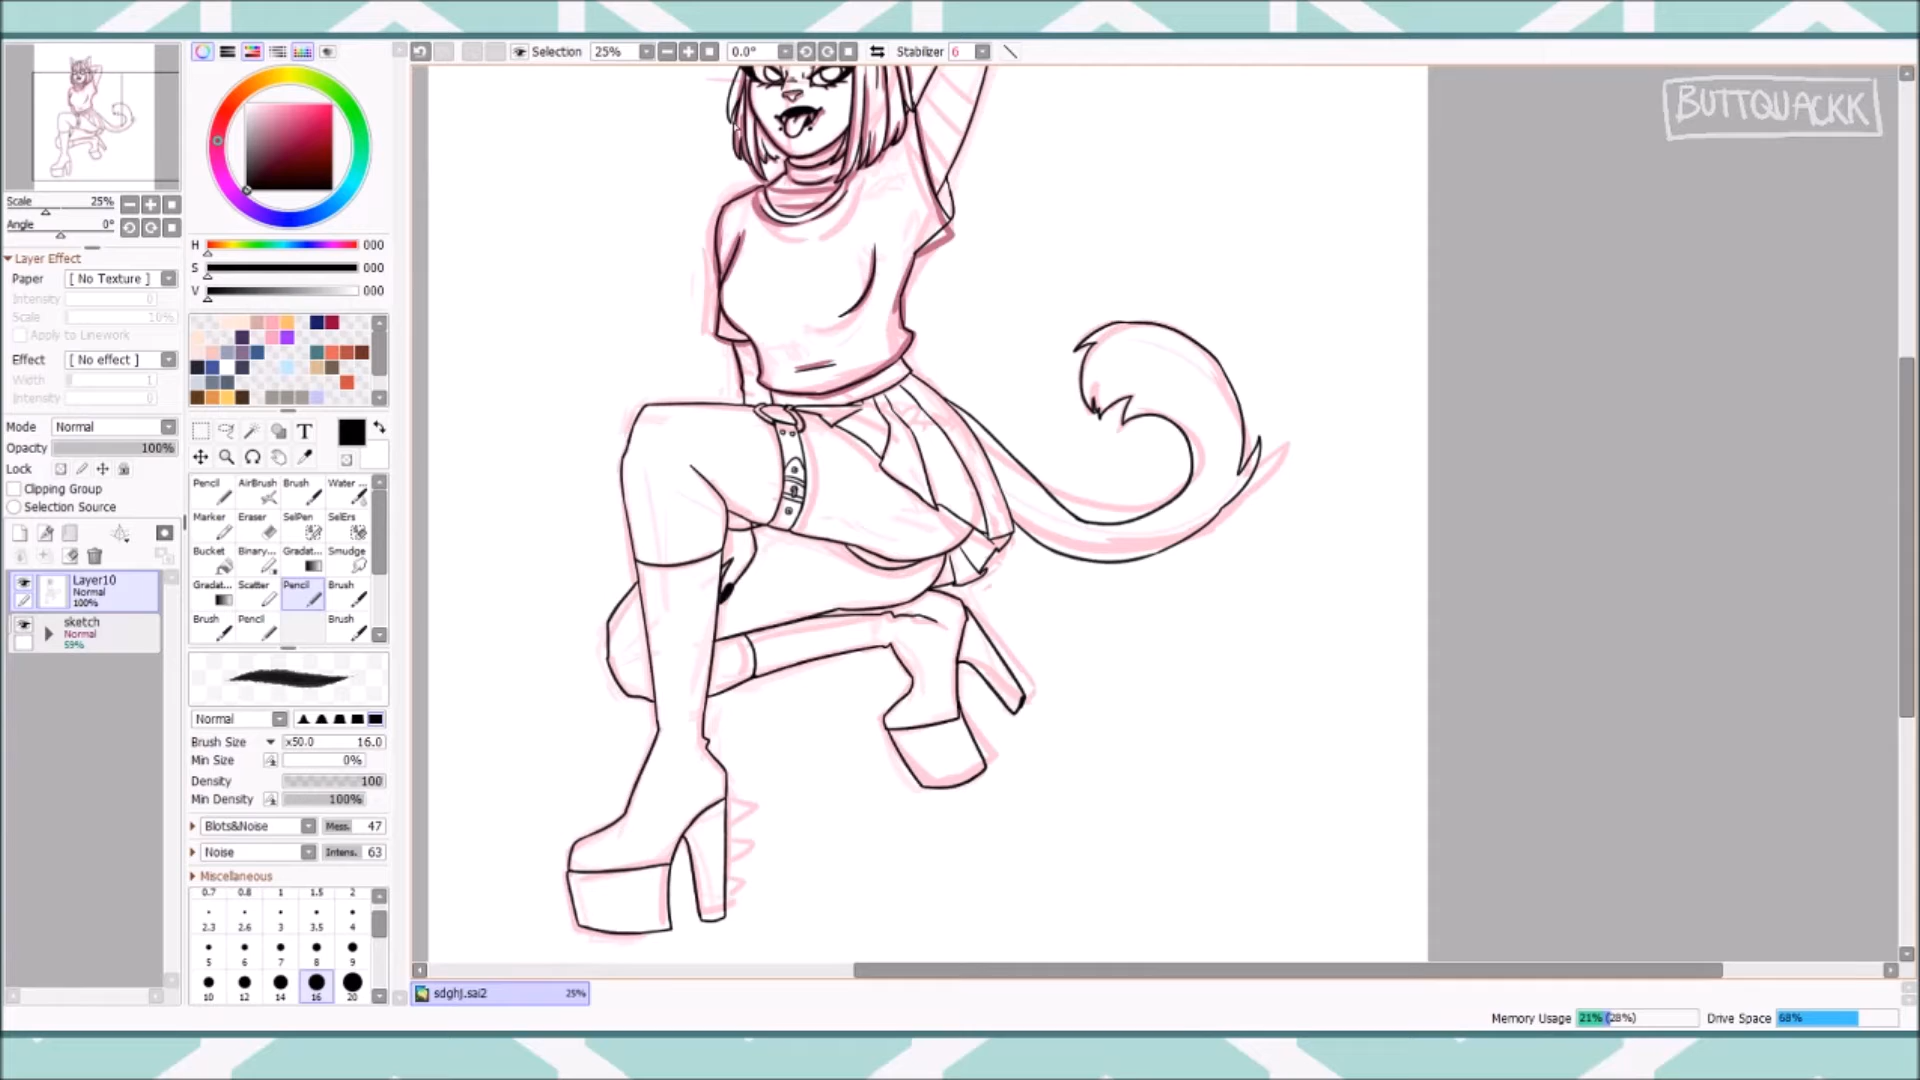 Selection 25% 0.0° Stabilizer 6
BUTTQUACKK
Scale 25%
Angle 0°
Layer Effect
Paper [ No Texture ]
Intensity 0
Scale 10%
Apply to Linework
Effect [ No effect ]
Width 1
Intensity 0
Mode Normal
Opacity 100%
Lock
Clipping Group
Selection Source
Layer10
Normal
100%
sketch
Normal
59%
H 000
S 000
V 000
T
Pencil AirBrush Brush Water ...
Marker Eraser SelPen SelErs
Bucket Binary... Gradat... Smudge
Gradat... Scatter Pencil Brush
Brush Pencil Brush
Normal
Brush Size x50.0 16.0
Min Size 0%
Density 100
Min Density 100%
Blots&Noise Mess. 47
Noise Intens. 63
Miscellaneous
0.7 0.8 1 1.5 2
2.3 2.6 3 3.5 4
5 6 7 8 9
10 12 14 16 20
sdghj.sai2 25%
Memory Usage 21% (28%) Drive Space 68%